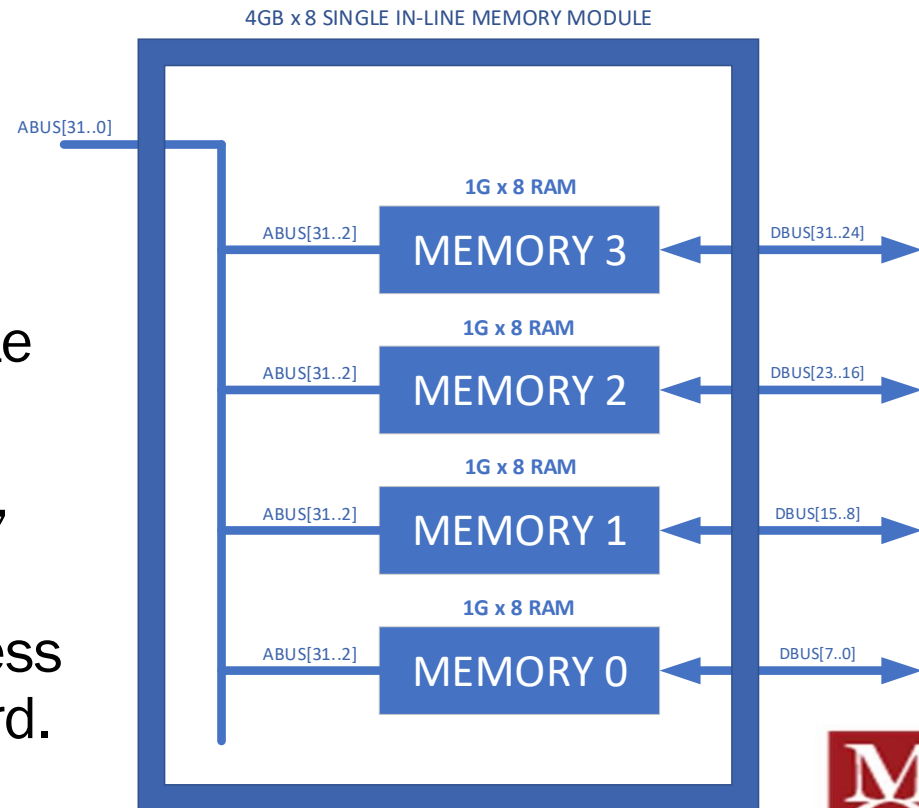 4GB x 8 SINGLE IN-LINE MEMORY MODULE
ABUS[31..0]
1G x 8 RAM
ABUS[31..2]
MEMORY 3
DBUS[31..24]
1G x 8 RAM
ABUS[31..2]
MEMORY 2
DBUS[23..16]
1G x 8 RAM
ABUS[31..2]
MEMORY 1
DBUS[15..8]
1G x 8 RAM
ABUS[31..2]
MEMORY 0
DBUS[7..0]
M